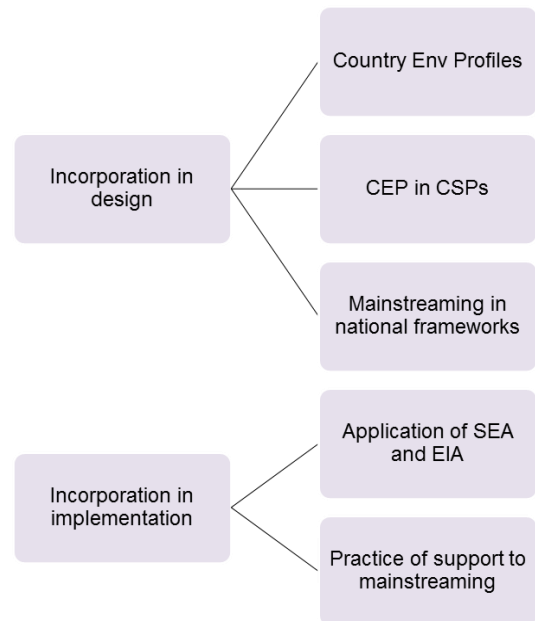 Country Env Profiles
Incorporation in
design
CEP in CSPs
Mainstreaming in
national frameworks
Application of SEA
and EIA
Incorporation in
implementation
Practice of support to
mainstreaming